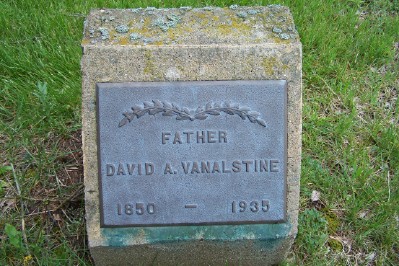 FATHER
DAVID A. VANALSTINE
1850 — 1935